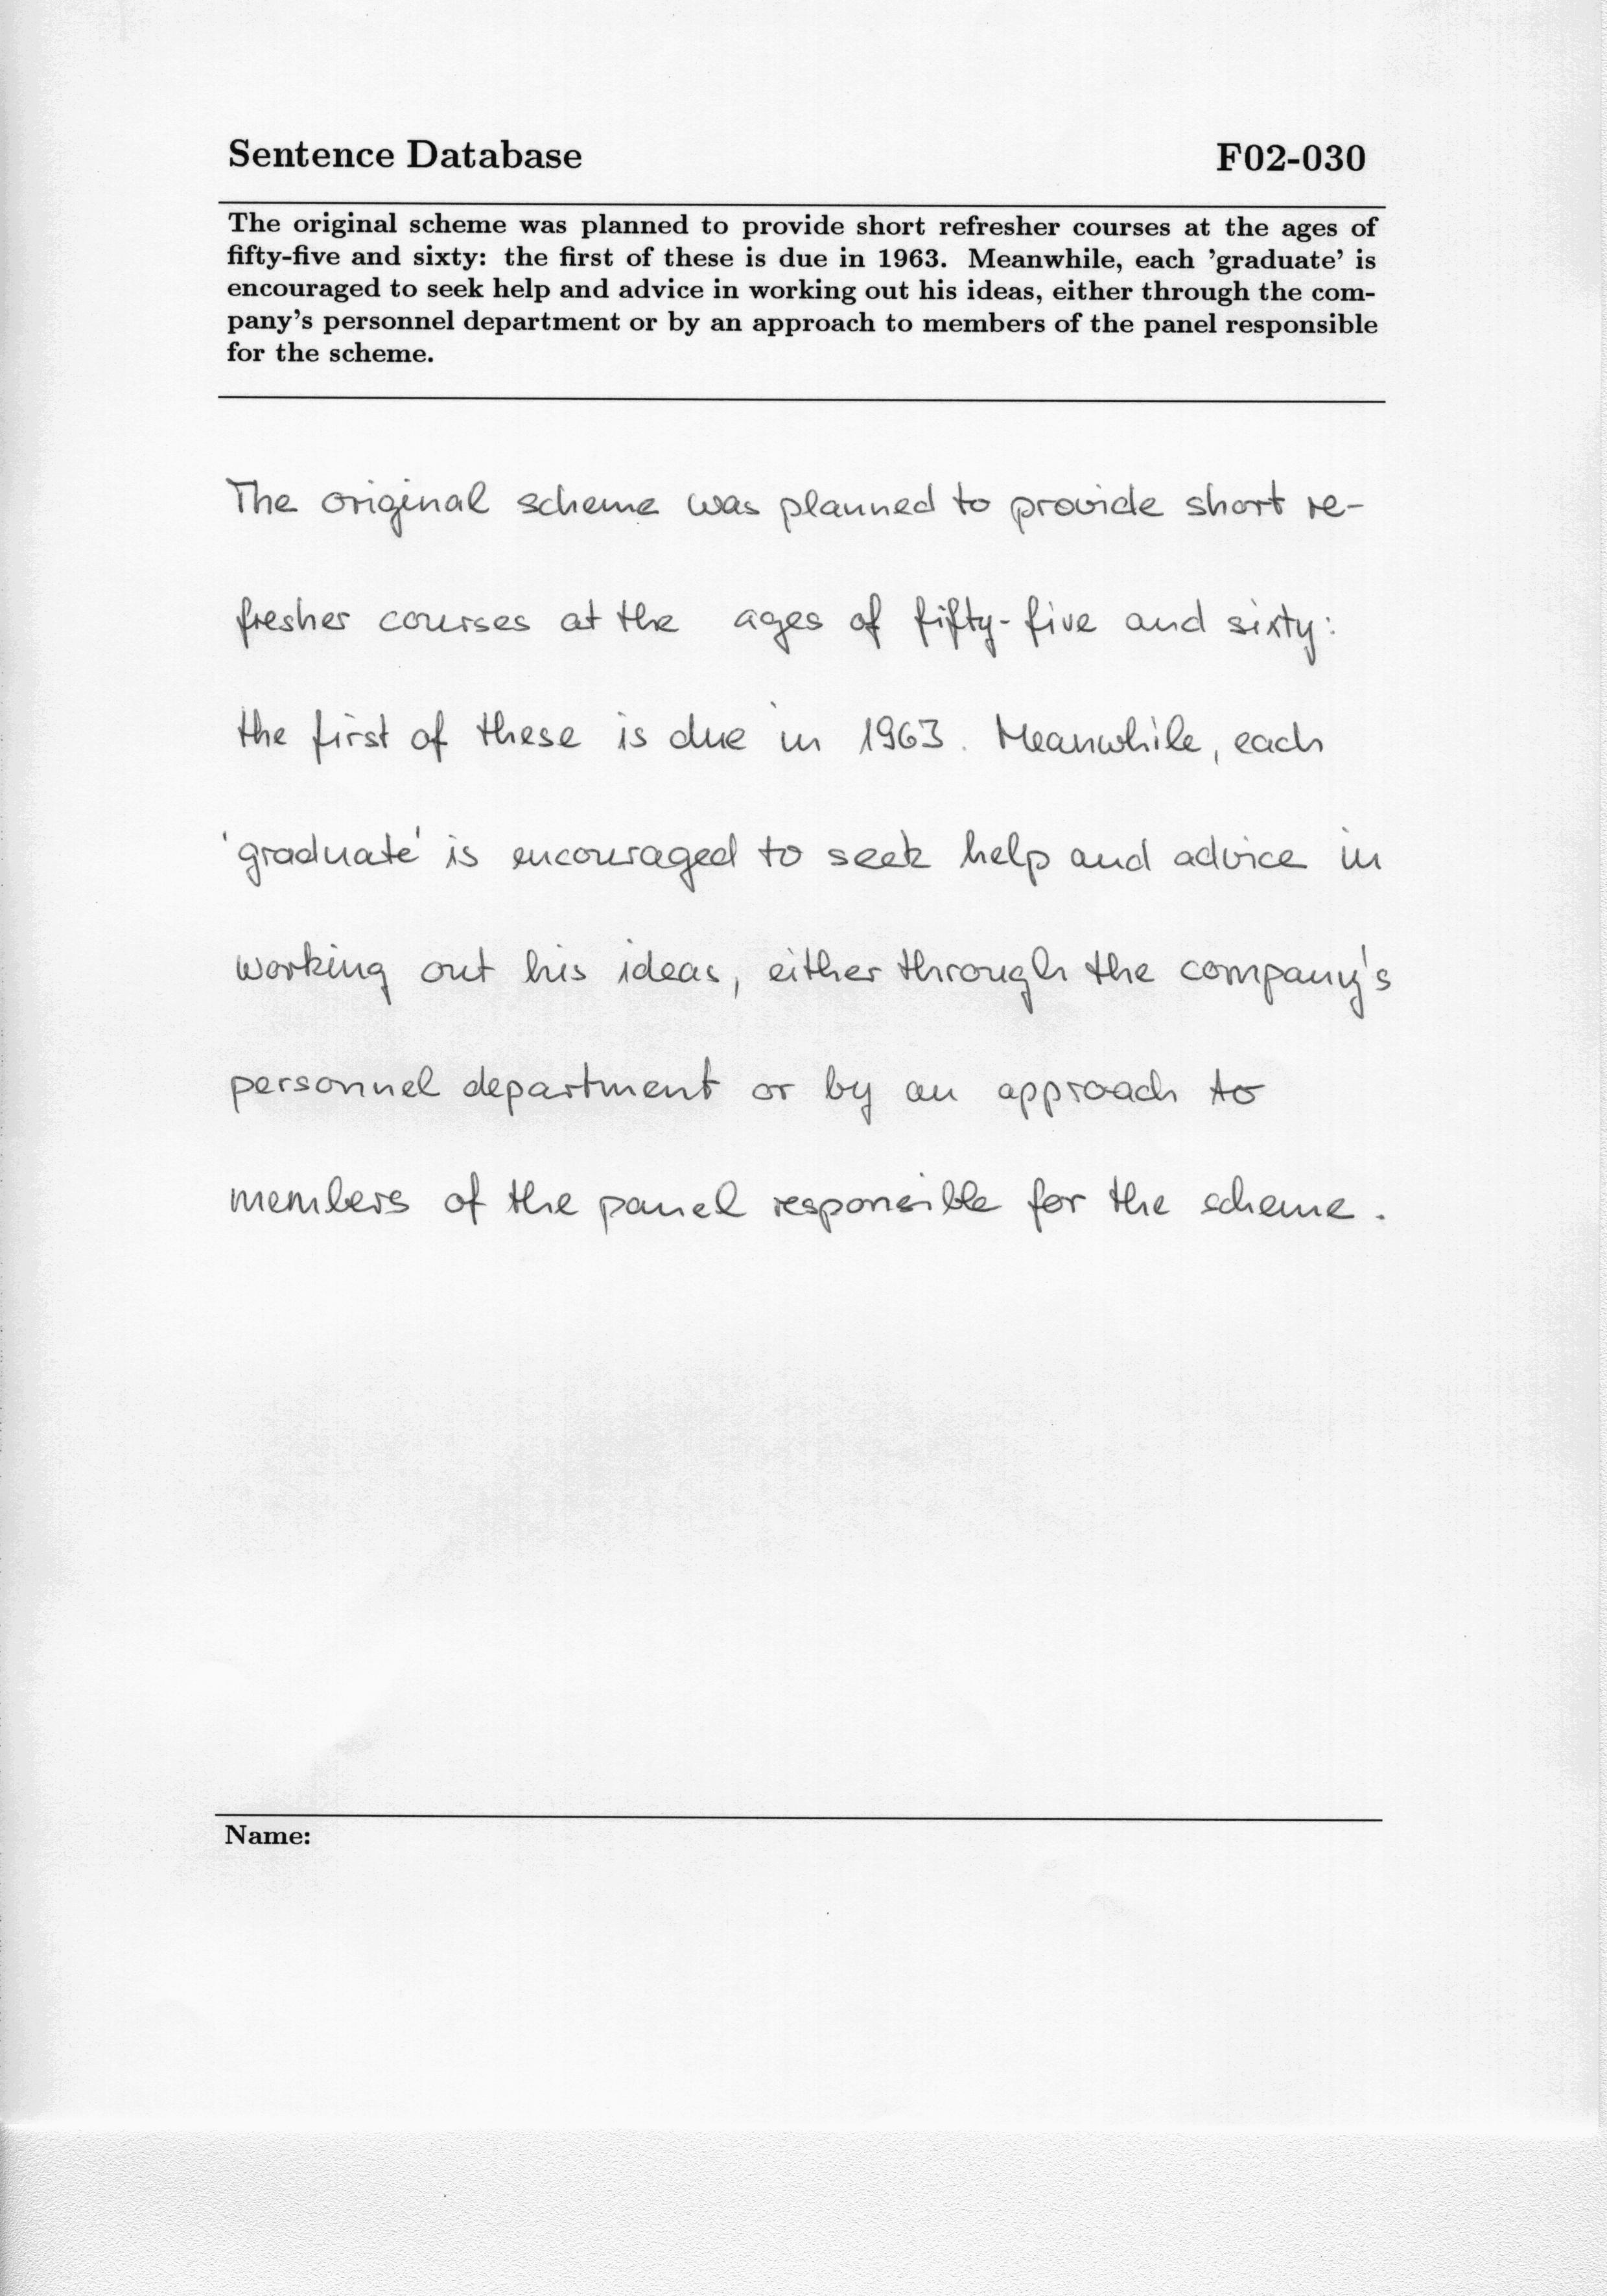 Sentence Database F02-030
The original scheme was planned to provide short refresher courses at the ages of
fifty-five and sixty: the first of these is due in 1963. Meanwhile, each 'graduate' is
encouraged to seek help and advice in working out his ideas, either through the com-
pany's personnel department or by an approach to members of the panel responsible
for the scheme.
The original scheme was planned to provide short re-
fresher courses at the ages of fifty-five and sixty:
the first of these is due in 1963. Meanwhile, each
'graduate' is encouraged to seek help and advice in
working out his ideas, either through the company's
personnel department or by an approach to
members of the panel responsible for the scheme.
Name: